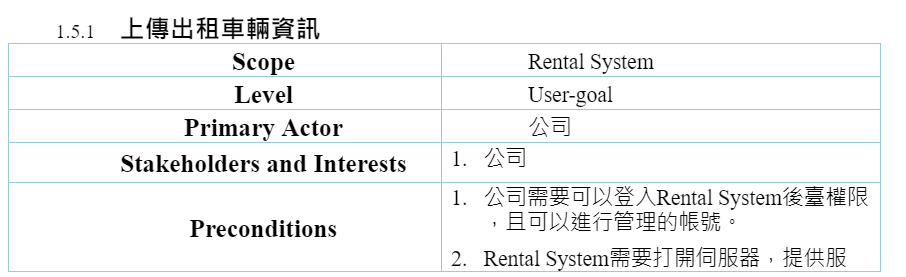 1.5.1 上傳出租車輛資訊
Scope Rental System
Level User-goal
Primary Actor 公司
Stakeholders and Interests 1. 公司
Preconditions 1. 公司需要可以登入Rental System後臺權限
，且可以進行管理的帳號。
2. Rental System需要打開伺服器，提供服